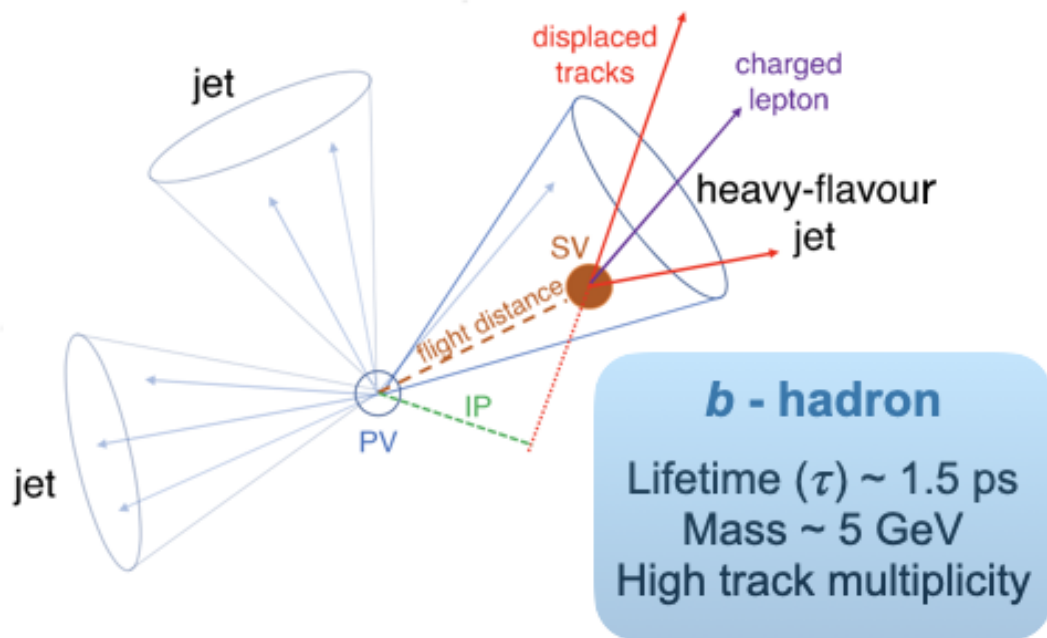 displaced
tracks
charged
lepton
jet
heavy-flavour
jet
SV
flight distance
IP
PV
jet
b - hadron
Lifetime (τ) ~ 1.5 ps
Mass ~ 5 GeV
High track multiplicity